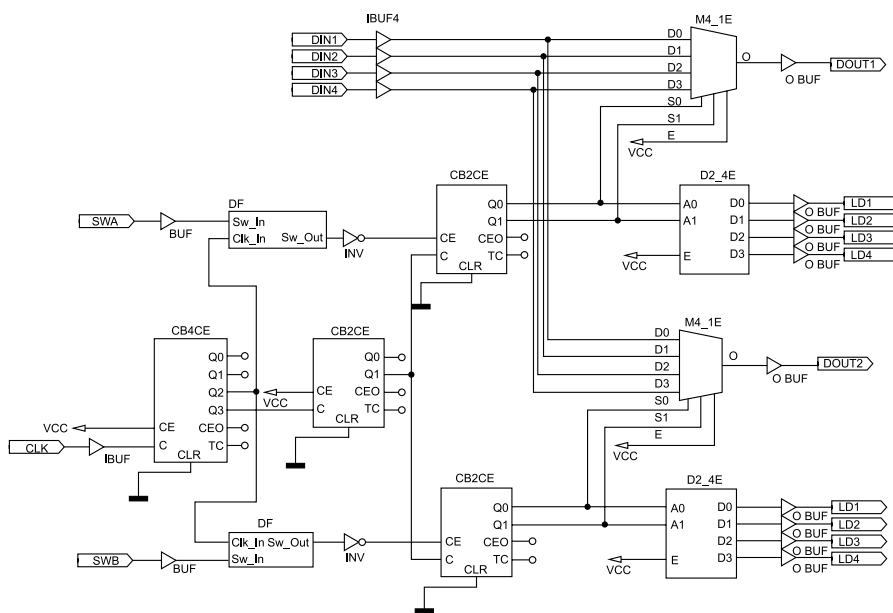 IBUF4
M4_1E
DIN1
DIN2
DIN3
DIN4
D0
D1
D2
D3
S0
S1
E
VCC
O
O BUF
DOUT1
CB2CE
Q0
Q1
CEO
TC
CE
C
CLR
D2_4E
A0
A1
E
VCC
D0
D1
D2
D3
O BUF
O BUF
O BUF
O BUF
LD1
LD2
LD3
LD4
SWA
BUF
DF
Sw_In
Clk_In Sw_Out
INV
CB4CE
Q0
Q1
Q2
Q3
CEO
TC
CE
C
CLR
VCC
CLK
IBUF
CB2CE
Q0
Q1
CEO
TC
CE
C
CLR
VCC
M4_1E
D0
D1
D2
D3
S0
S1
E
VCC
O
O BUF
DOUT2
SWB
BUF
DF
Clk_In Sw_Out
Sw_In
INV
CB2CE
Q0
Q1
CEO
TC
CE
C
CLR
D2_4E
A0
A1
E
VCC
D0
D1
D2
D3
O BUF
O BUF
O BUF
O BUF
LD1
LD2
LD3
LD4